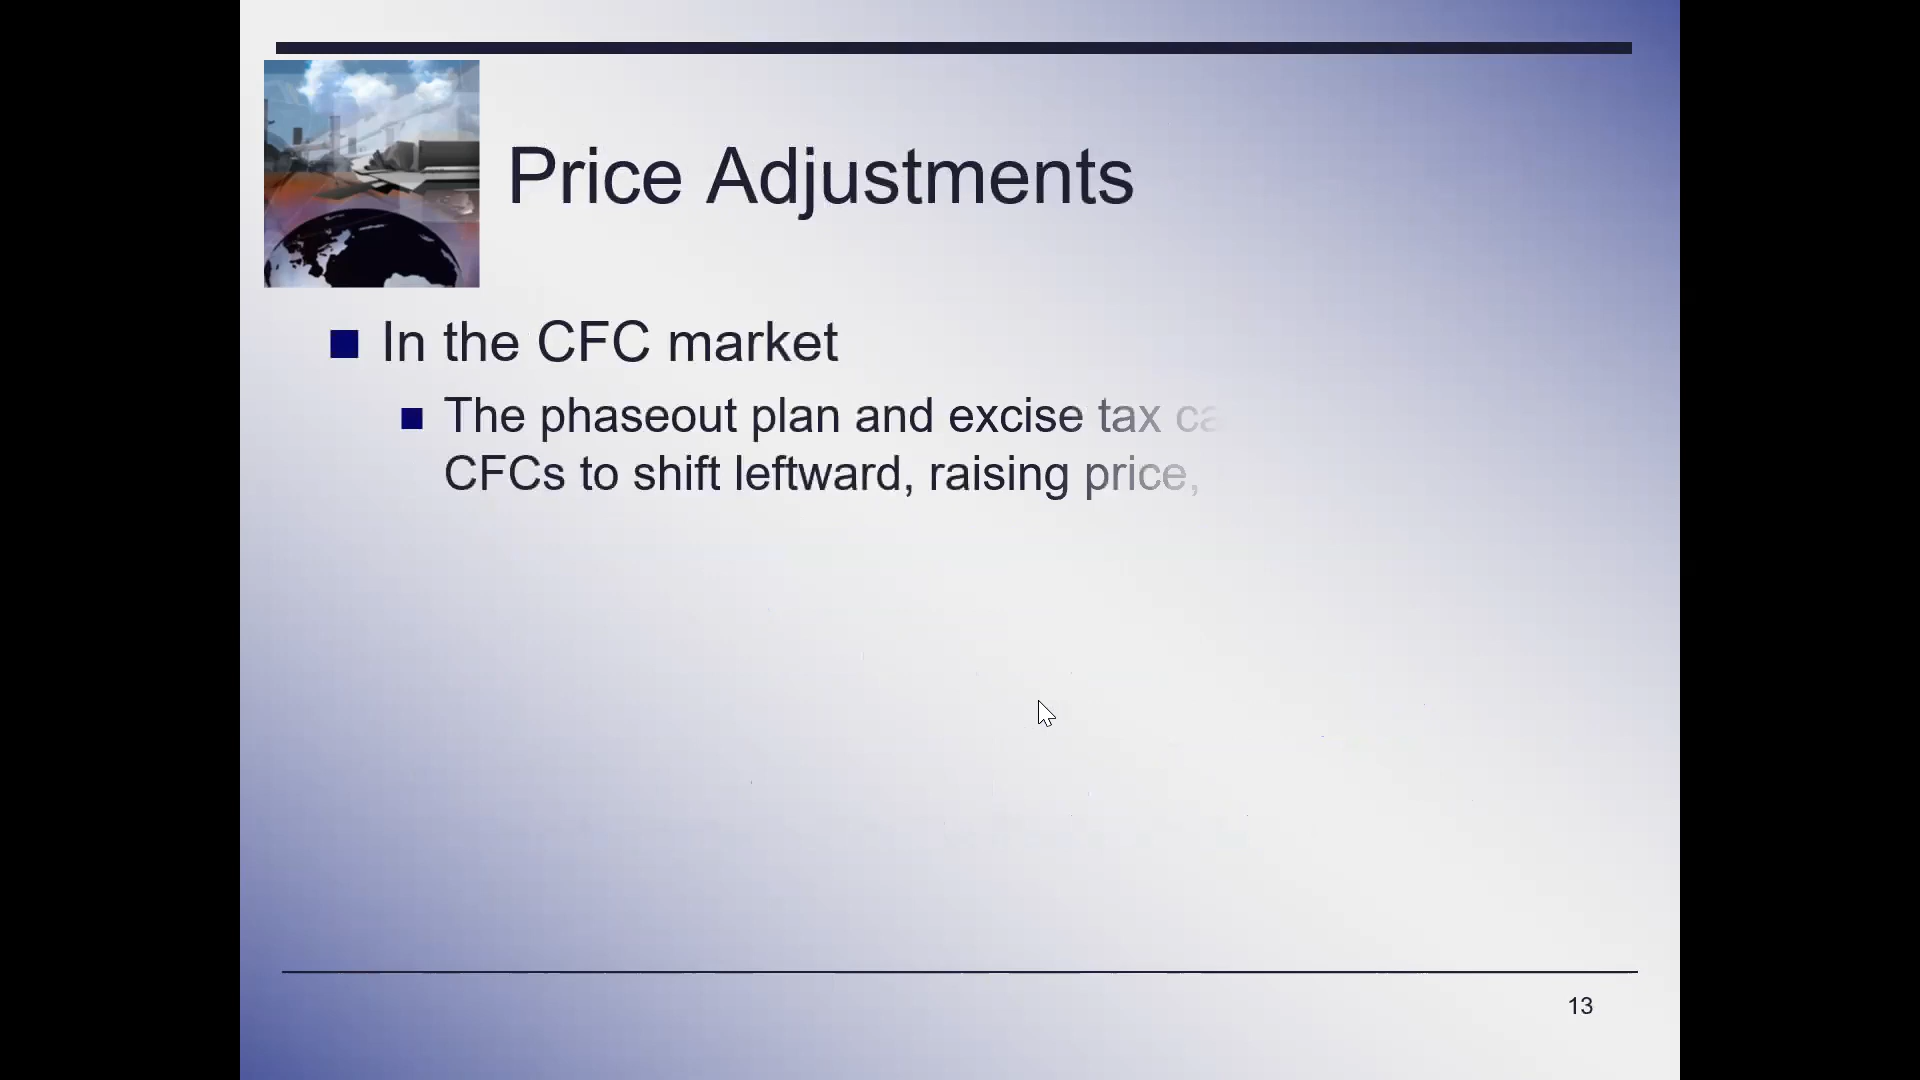 Price Adjustments
In the CFC market
The phaseout plan and excise tax
CFCs to shift leftward, raising price,
13